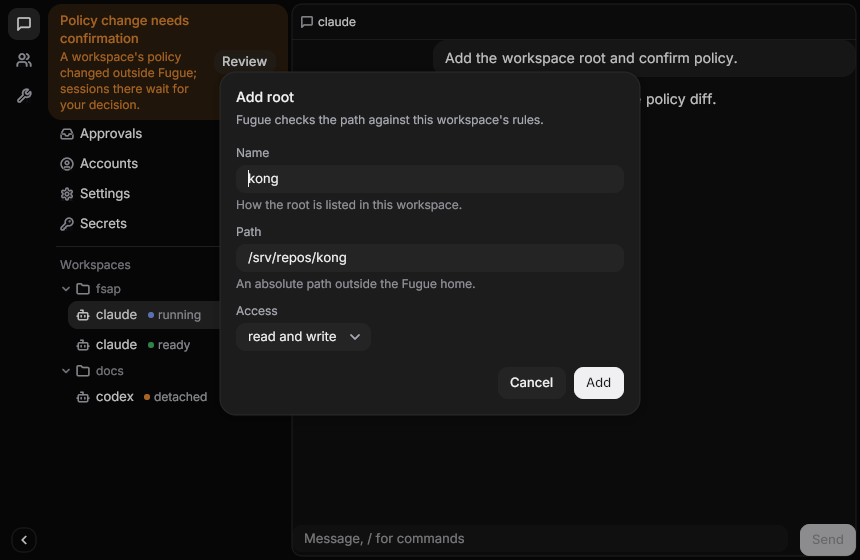 Policy change needs
confirmation
A workspace's policy
changed outside Fugue;
sessions there wait for
your decision.
Review
Approvals
Accounts
Settings
Secrets
Workspaces
fsap
claude running
claude ready
docs
codex detached
claude
Add the workspace root and confirm policy.
policy diff.
Add root
Fugue checks the path against this workspace's rules.
Name
kong
How the root is listed in this workspace.
Path
/srv/repos/kong
An absolute path outside the Fugue home.
Access
read and write
Cancel
Add
Message, / for commands
Send